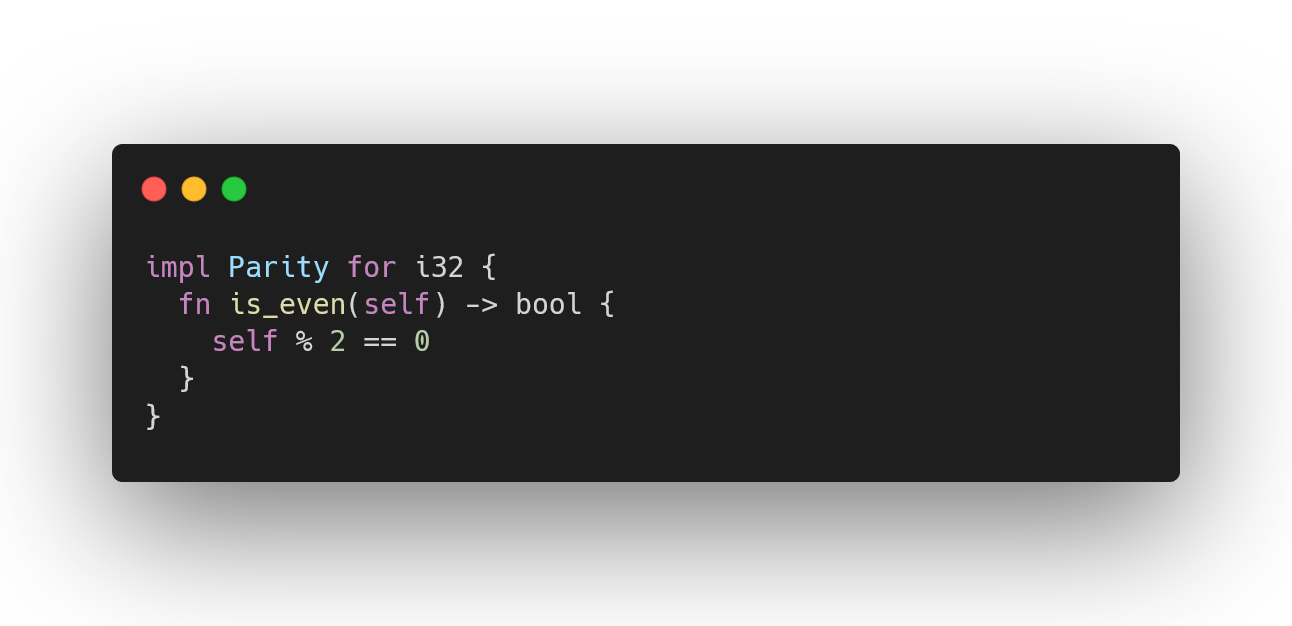 impl Parity for i32 {
  fn is_even(self) -> bool {
    self % 2 == 0
  }
}